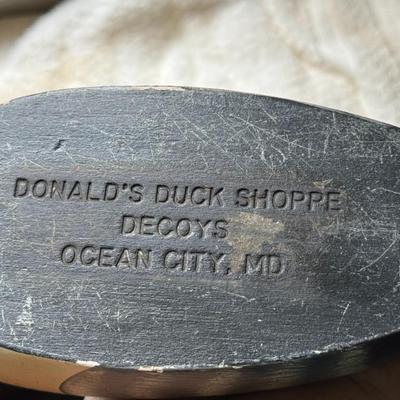 DONALD'S DUCK SHOPPE
DECOYS
OCEAN CITY, MD